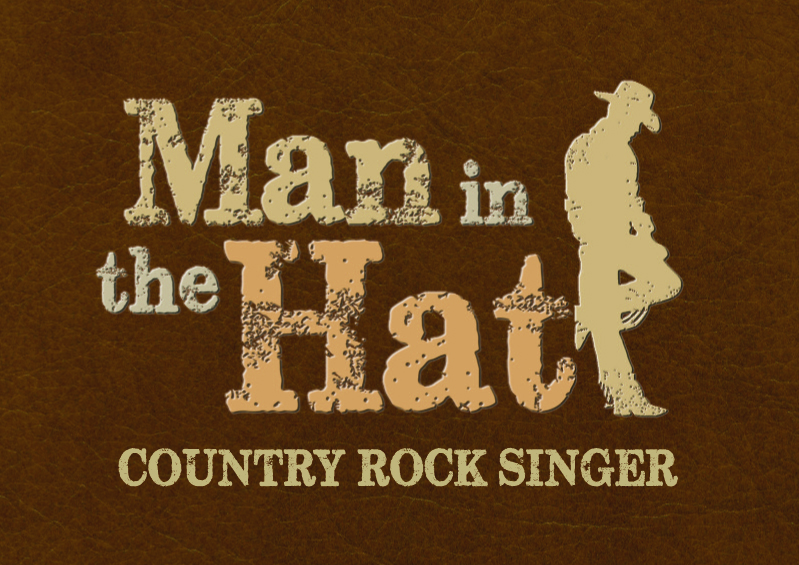 Man in
the Hat
COUNTRY ROCK SINGER